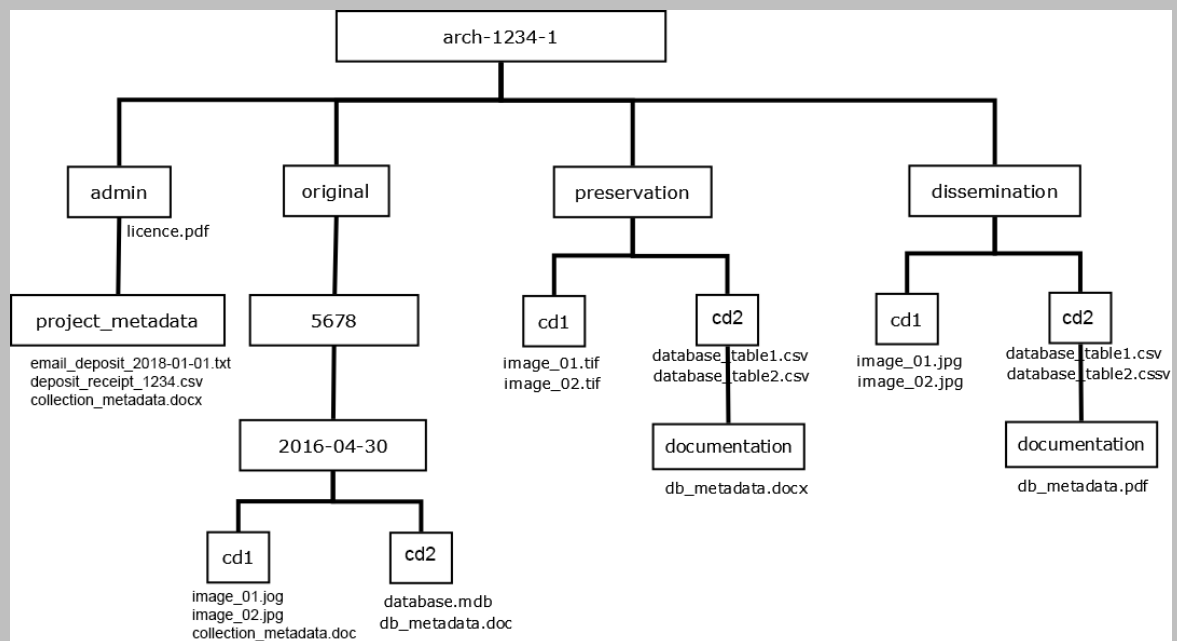 arch-1234-1
admin
original
preservation
dissemination
licence.pdf
project_metadata
5678
cd1
cd2
cd1
cd2
email_deposit_2018-01-01.txt
deposit_receipt_1234.csv
collection_metadata.docx
image_01.tif
image_02.tif
database_table1.csv
database_table2.csv
image_01.jpg
image_02.jpg
database_table1.csv
database_table2.cssv
2016-04-30
documentation
documentation
db_metadata.docx
db_metadata.pdf
cd1
cd2
image_01.jog
image_02.jpg
collection_metadata.doc
database.mdb
db_metadata.doc